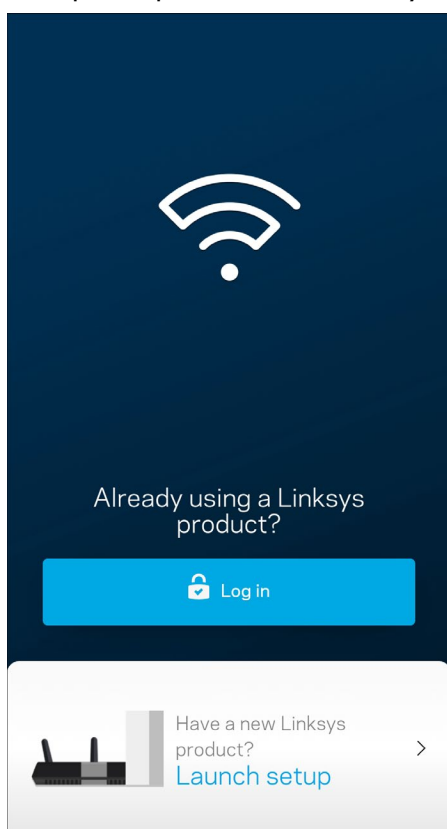 Already using a Linksys
product?
Log in
Have a new Linksys
product?
Launch setup